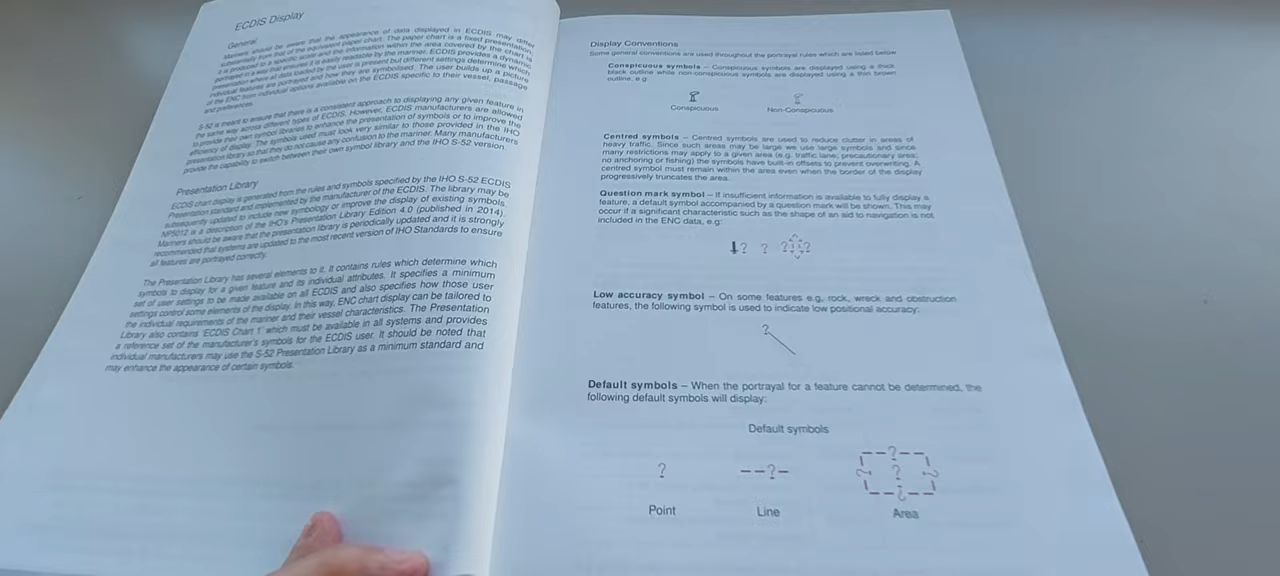 ECDIS Display
General
Mariners should be aware that the appearance of data displayed in ECDIS may differ
substantially from that of the equivalent paper chart. The paper chart is a fixed presentation,
it is produced to a specific scale and the information within the area covered by the chart is
portrayed in a way that ensures it is easily readable by the mariner. ECDIS provides a dynamic
presentation where all data loaded by the user is present but different settings determine which
individual features are portrayed and how they are symbolised. The user builds up a picture
of the ENC from individual options available on the ECDIS specific to their vessel, passage
and preferences.
S-52 is meant to ensure that there is a consistent approach to displaying any given feature in
the same way across different types of ECDIS. However, ECDIS manufacturers are allowed
to provide their own symbol libraries to enhance the presentation of symbols or to improve the
efficiency of display. The symbols used must look very similar to those provided in the IHO
presentation library so that they do not cause any confusion to the mariner. Many manufacturers
provide the capability to switch between their own symbol library and the IHO S-52 version.
Presentation Library
ECDIS chart display is generated from the rules and symbols specified by the IHO S-52 ECDIS
Presentation standard and implemented by the manufacturer of the ECDIS. The library may be
subsequently updated to include new symbology or improve the display of existing symbols.
NP5012 is a description of the IHO's Presentation Library Edition 4.0 (published in 2014).
Mariners should be aware that the presentation library is periodically updated and it is strongly
recommended that systems are updated to the most recent version of IHO Standards to ensure
all features are portrayed correctly.
The Presentation Library has several elements to it. It contains rules which determine which
symbols to display for a given feature and its individual attributes. It specifies a minimum
set of user settings to be made available on all ECDIS and also specifies how those user
settings control some elements of the display. In this way, ENC chart display can be tailored to
the individual requirements of the mariner and their vessel characteristics. The Presentation
Library also contains 'ECDIS Chart 1' which must be available in all systems and provides
a reference set of the manufacturer's symbols for the ECDIS user. It should be noted that
individual manufacturers may use the S-52 Presentation Library as a minimum standard and
may enhance the appearance of certain symbols.
Display Conventions
Some general conventions are used throughout the portrayal rules which are listed below
Conspicuous symbols – Conspicuous symbols are displayed using a thick
black outline while non-conspicuous symbols are displayed using a thin brown
outline, e.g
Conspicuous Non-Conspicuous
Centred symbols – Centred symbols are used to reduce clutter in areas of
heavy traffic. Since such areas may be large we use large symbols and since
many restrictions may apply to a given area (e.g. traffic lane; precautionary area;
no anchoring or fishing) the symbols have built-in offsets to prevent overwriting. A
centred symbol must remain within the area even when the border of the display
progressively truncates the area.
Question mark symbol – If insufficient information is available to fully display a
feature, a default symbol accompanied by a question mark will be shown. This may
occur if a significant characteristic such as the shape of an aid to navigation is not
included in the ENC data, e.g:
? ? ? ?
Low accuracy symbol – On some features e.g. rock, wreck and obstruction
features, the following symbol is used to indicate low positional accuracy:
?
Default symbols – When the portrayal for a feature cannot be determined, the
following default symbols will display:
Default symbols
? --?- --?-- ? ? ? ?
Point Line Area